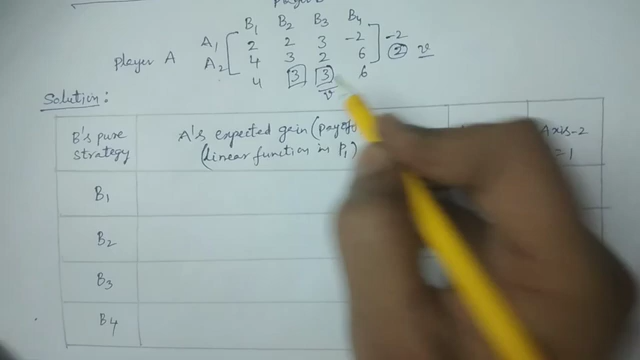 B1 B2 B3 B4
Player A A1 2 2 3 -2 -2
A2 4 3 2 6 2 v
4 3 3 6
v
Solution:
B's pure strategy
A's expected gain (payoff
(linear function in P1)
Axis-2
=1
B1
B2
B3
B4